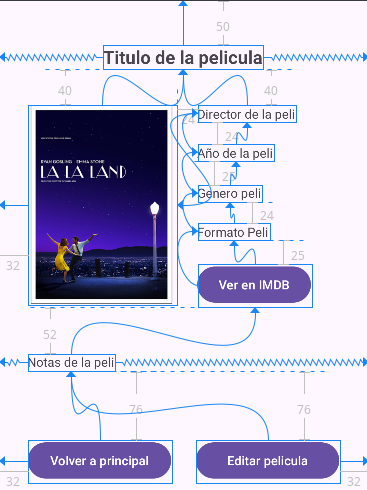 50
Titulo de la pelicula
40
40
Director de la peli
24
24
Año de la peli
25
Genero peli
24
Formato Peli
25
32
Ver en IMDB
RYAN GOSLING EMMA STONE
LA LA LAND
52
Notas de la peli
76
76
Volver a principal
Editar pelicula
32
32